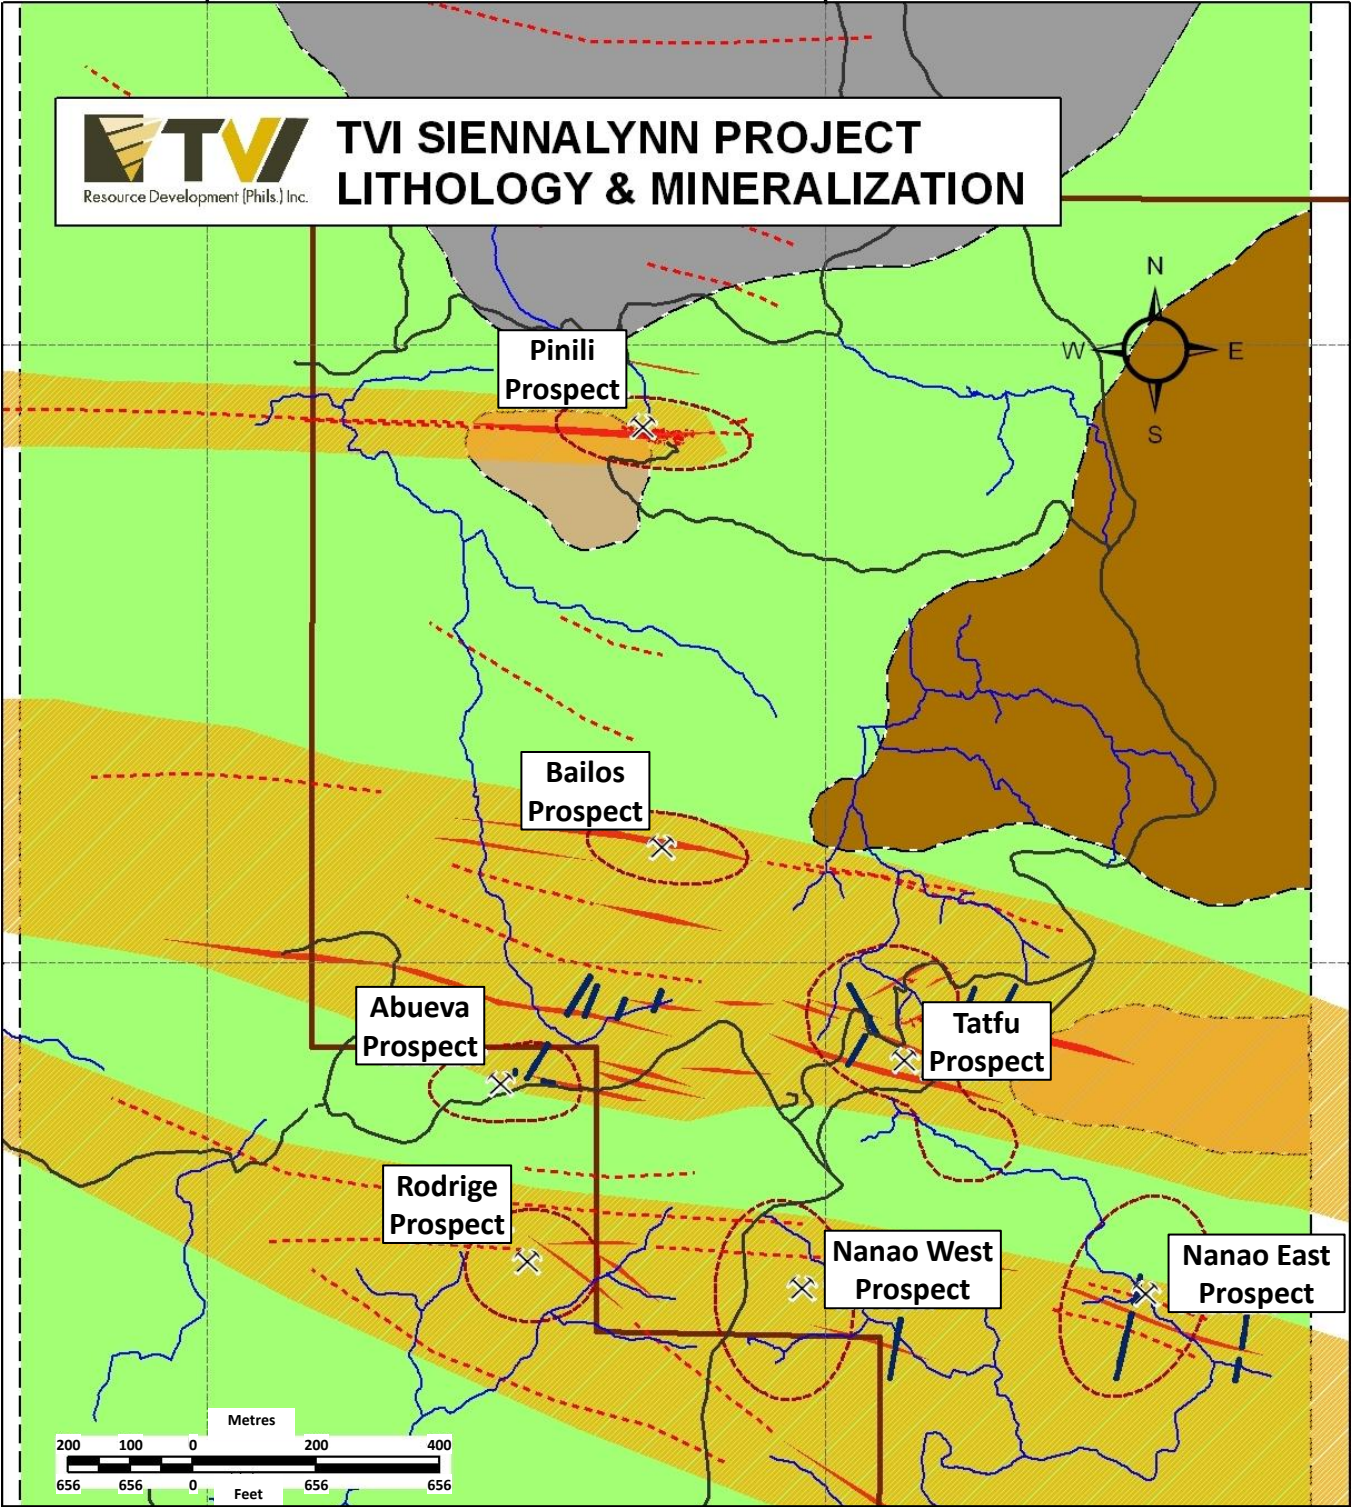 TVI
Resource Development (Phils.) Inc.
TVI SIENNALYNN PROJECT
LITHOLOGY & MINERALIZATION
N
W
E
S
Pinili
Prospect
Bailos
Prospect
Abueva
Prospect
Tatfu
Prospect
Rodrige
Prospect
Nanao West
Prospect
Nanao East
Prospect
Metres
200 100 0 200 400
656 656 0 656 656
Feet